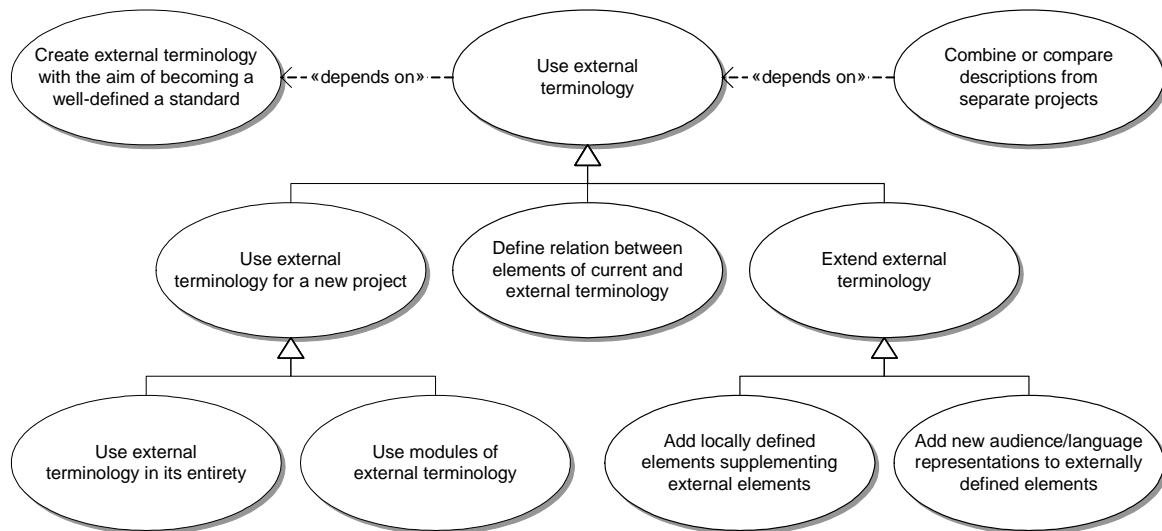 Create external terminology
with the aim of becoming a
well-defined a standard
«depends on»
Use external
terminology
«depends on»
Combine or compare
descriptions from
separate projects
Use external
terminology for a new project
Define relation between
elements of current and
external terminology
Extend external
terminology
Use external
terminology in its entirety
Use modules of
external terminology
Add locally defined
elements supplementing
external elements
Add new audience/language
representations to externally
defined elements